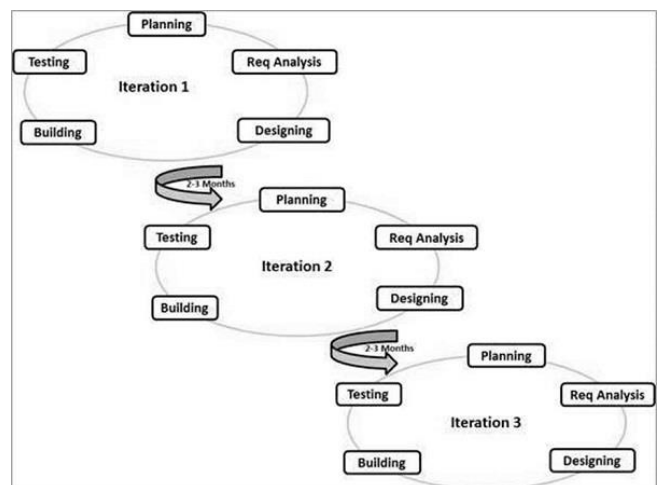 Planning
Testing
Req Analysis
Iteration 1
Building
Designing
2-3 Months
Planning
Testing
Req Analysis
Iteration 2
Building
Designing
2-3 Months
Planning
Testing
Req Analysis
Iteration 3
Building
Designing